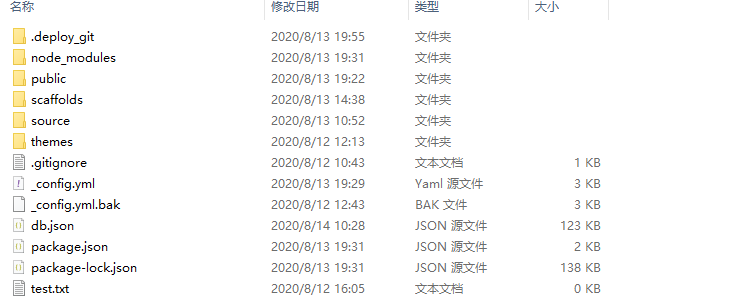 名称 修改日期 类型 大小
.deploy_git 2020/8/13 19:55 文件夹
node_modules 2020/8/13 19:31 文件夹
public 2020/8/13 19:22 文件夹
scaffolds 2020/8/13 14:38 文件夹
source 2020/8/13 10:52 文件夹
themes 2020/8/12 12:13 文件夹
.gitignore 2020/8/12 10:43 文本文档 1 KB
_config.yml 2020/8/13 19:29 Yaml 源文件 3 KB
_config.yml.bak 2020/8/12 12:43 BAK 文件 3 KB
db.json 2020/8/14 10:28 JSON 源文件 123 KB
package.json 2020/8/13 19:31 JSON 源文件 2 KB
package-lock.json 2020/8/13 19:31 JSON 源文件 138 KB
test.txt 2020/8/12 16:05 文本文档 0 KB